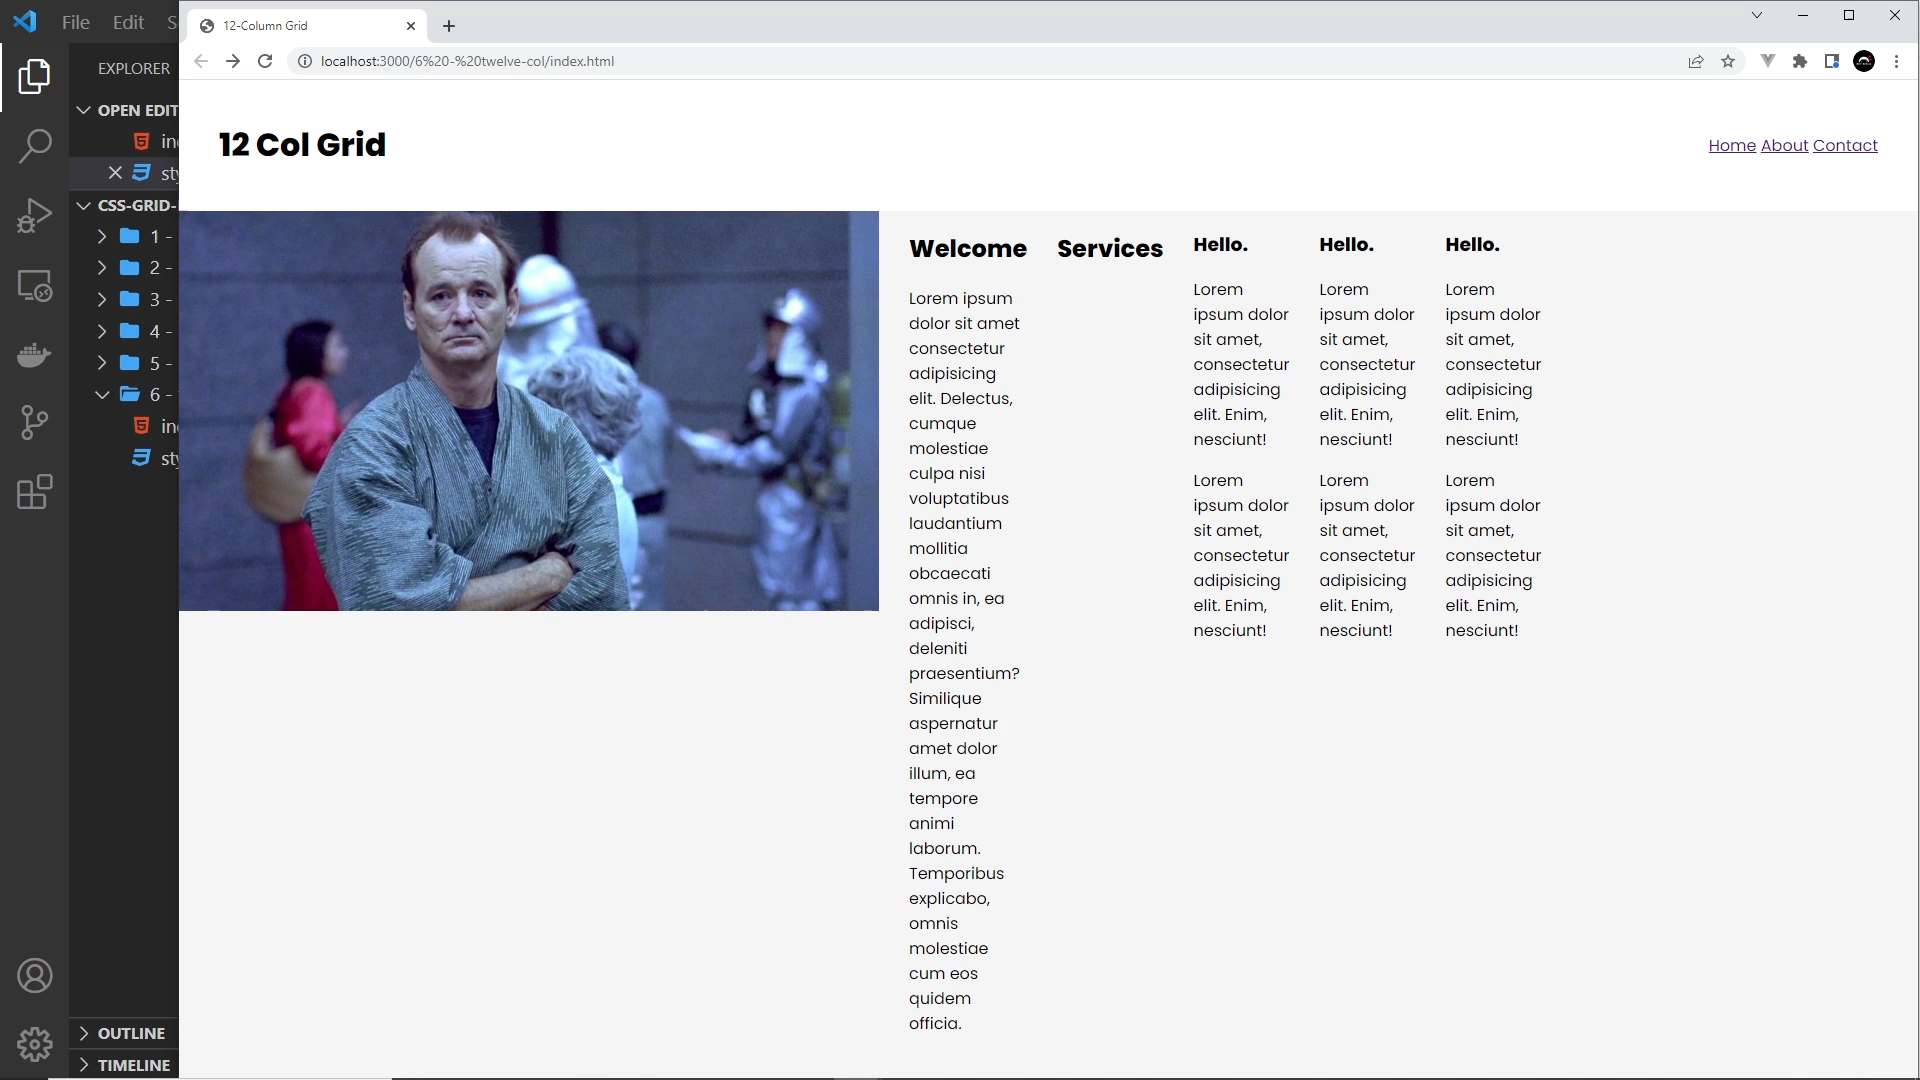 File Edit S
12-Column Grid
localhost:3000/6%20-%20twelve-col/index.html
EXPLORER
OPEN EDIT
ind
sty
CSS-GRID-
1 -
2 -
3 -
4 -
5 -
6 -
ind
sty
OUTLINE
TIMELINE
12 Col Grid
Home About Contact
Welcome
Lorem ipsum
dolor sit amet
consectetur
adipisicing
elit. Delectus,
cumque
molestiae
culpa nisi
voluptatibus
laudantium
mollitia
obcaecati
omnis in, ea
adipisci,
deleniti
praesentium?
Similique
aspernatur
amet dolor
illum, ea
tempore
animi
laborum.
Temporibus
explicabo,
omnis
molestiae
cum eos
quidem
officia.
Services
Hello.
Lorem
ipsum dolor
sit amet,
consectetur
adipisicing
elit. Enim,
nesciunt!
Lorem
ipsum dolor
sit amet,
consectetur
adipisicing
elit. Enim,
nesciunt!
Hello.
Lorem
ipsum dolor
sit amet,
consectetur
adipisicing
elit. Enim,
nesciunt!
Lorem
ipsum dolor
sit amet,
consectetur
adipisicing
elit. Enim,
nesciunt!
Hello.
Lorem
ipsum dolor
sit amet,
consectetur
adipisicing
elit. Enim,
nesciunt!
Lorem
ipsum dolor
sit amet,
consectetur
adipisicing
elit. Enim,
nesciunt!